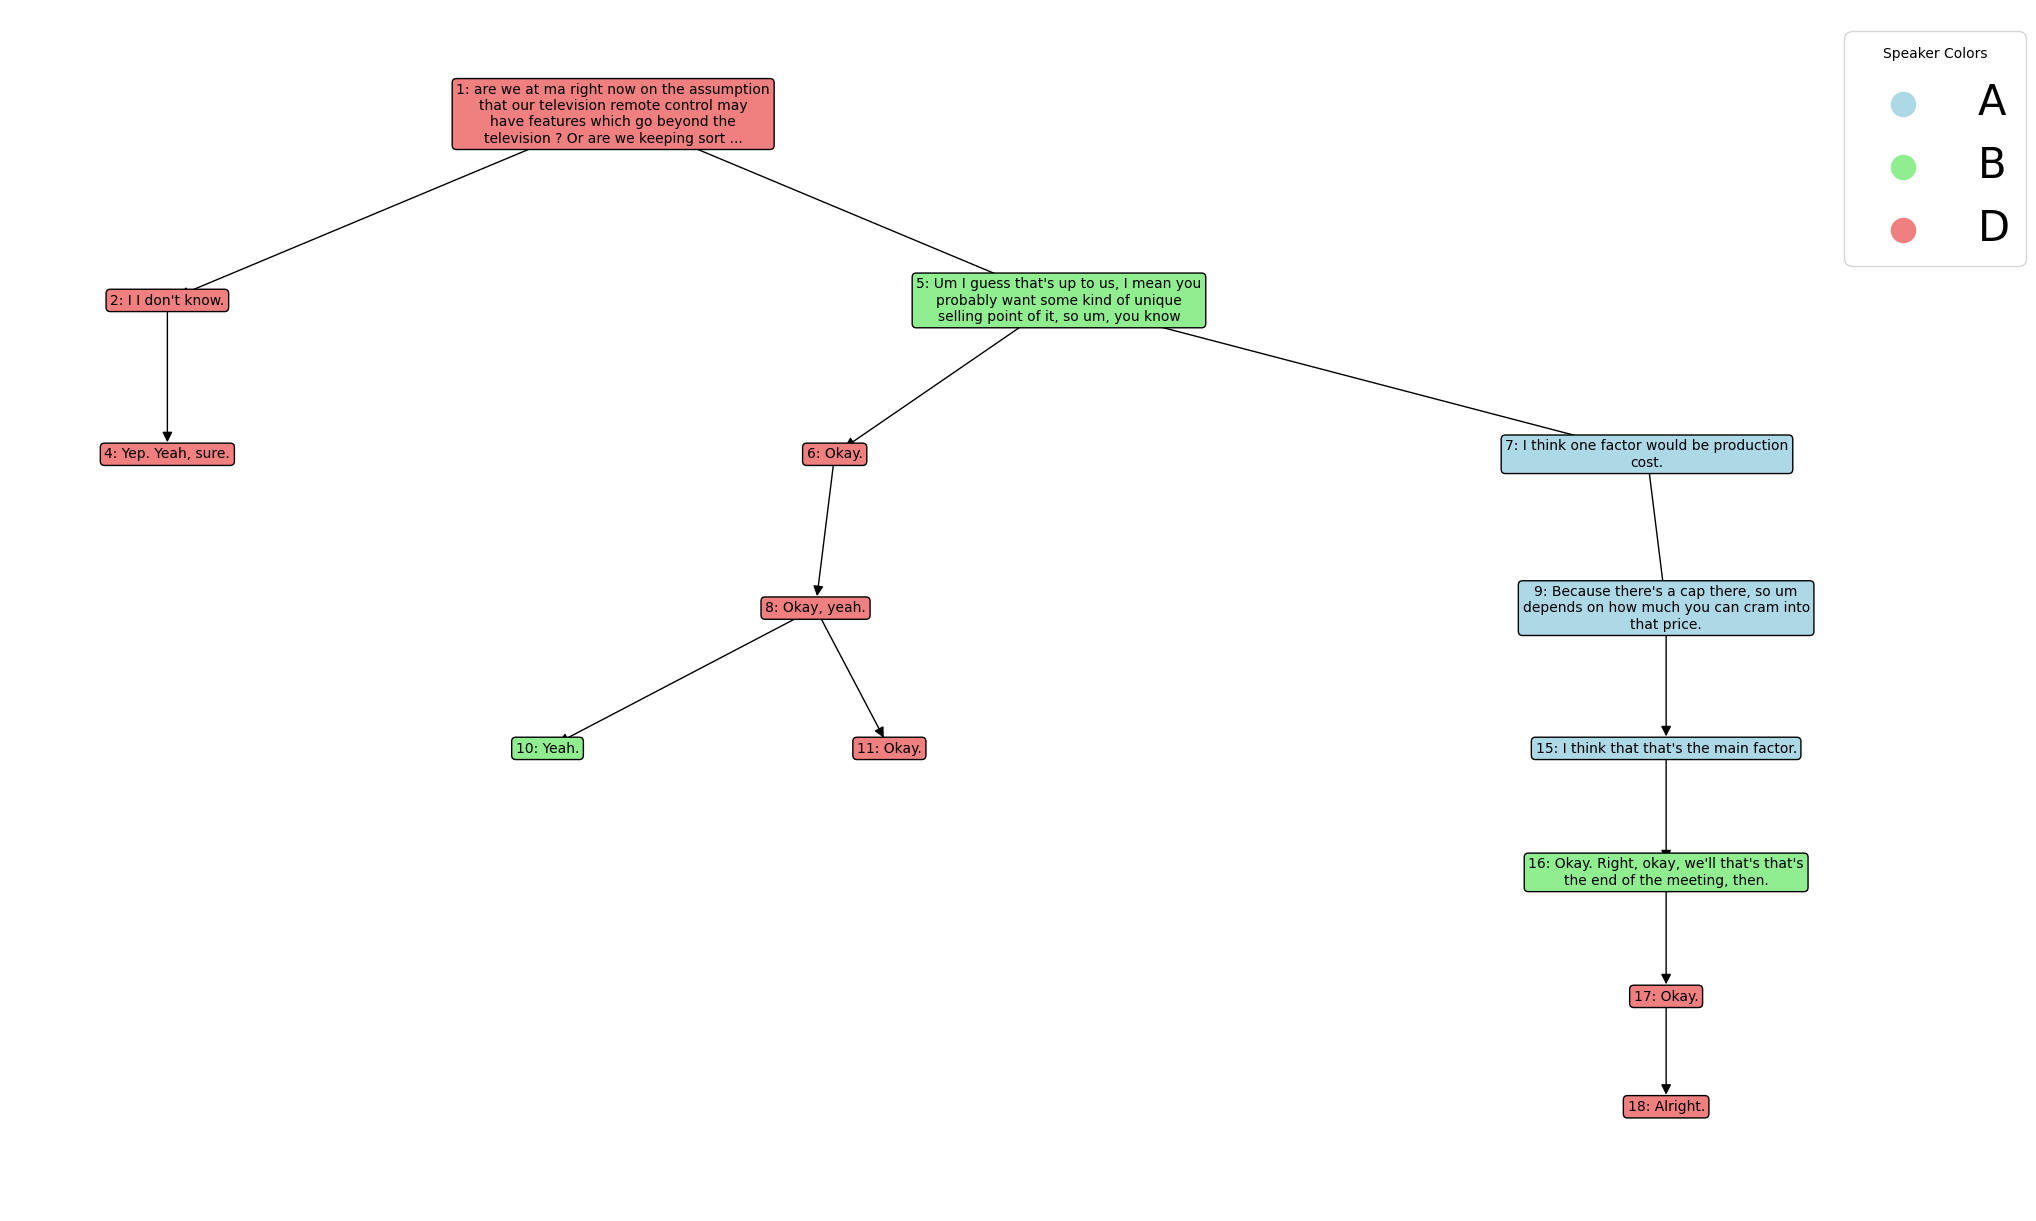 Speaker Colors
A
B
D
1: are we at ma right now on the assumption
that our television remote control may
have features which go beyond the
television ? Or are we keeping sort ...
2: I I don't know.
5: Um I guess that's up to us, I mean you
probably want some kind of unique
selling point of it, so um, you know
4: Yep. Yeah, sure.
6: Okay.
7: I think one factor would be production
cost.
8: Okay, yeah.
9: Because there's a cap there, so um
depends on how much you can cram into
that price.
10: Yeah.
11: Okay.
15: I think that that's the main factor.
16: Okay. Right, okay, we'll that's that's
the end of the meeting, then.
17: Okay.
18: Alright.